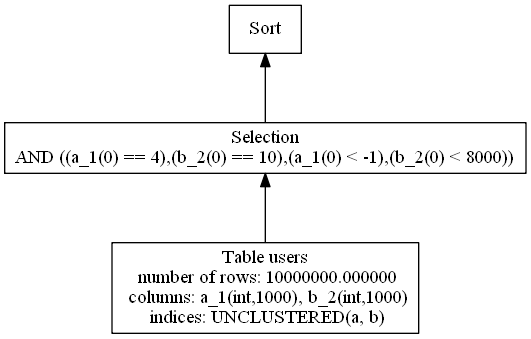 Sort
Selection
AND ((a_1(0) == 4),(b_2(0) == 10),(a_1(0) < -1),(b_2(0) < 8000))
Table users
number of rows: 10000000.000000
columns: a_1(int,1000), b_2(int,1000)
indices: UNCLUSTERED(a, b)